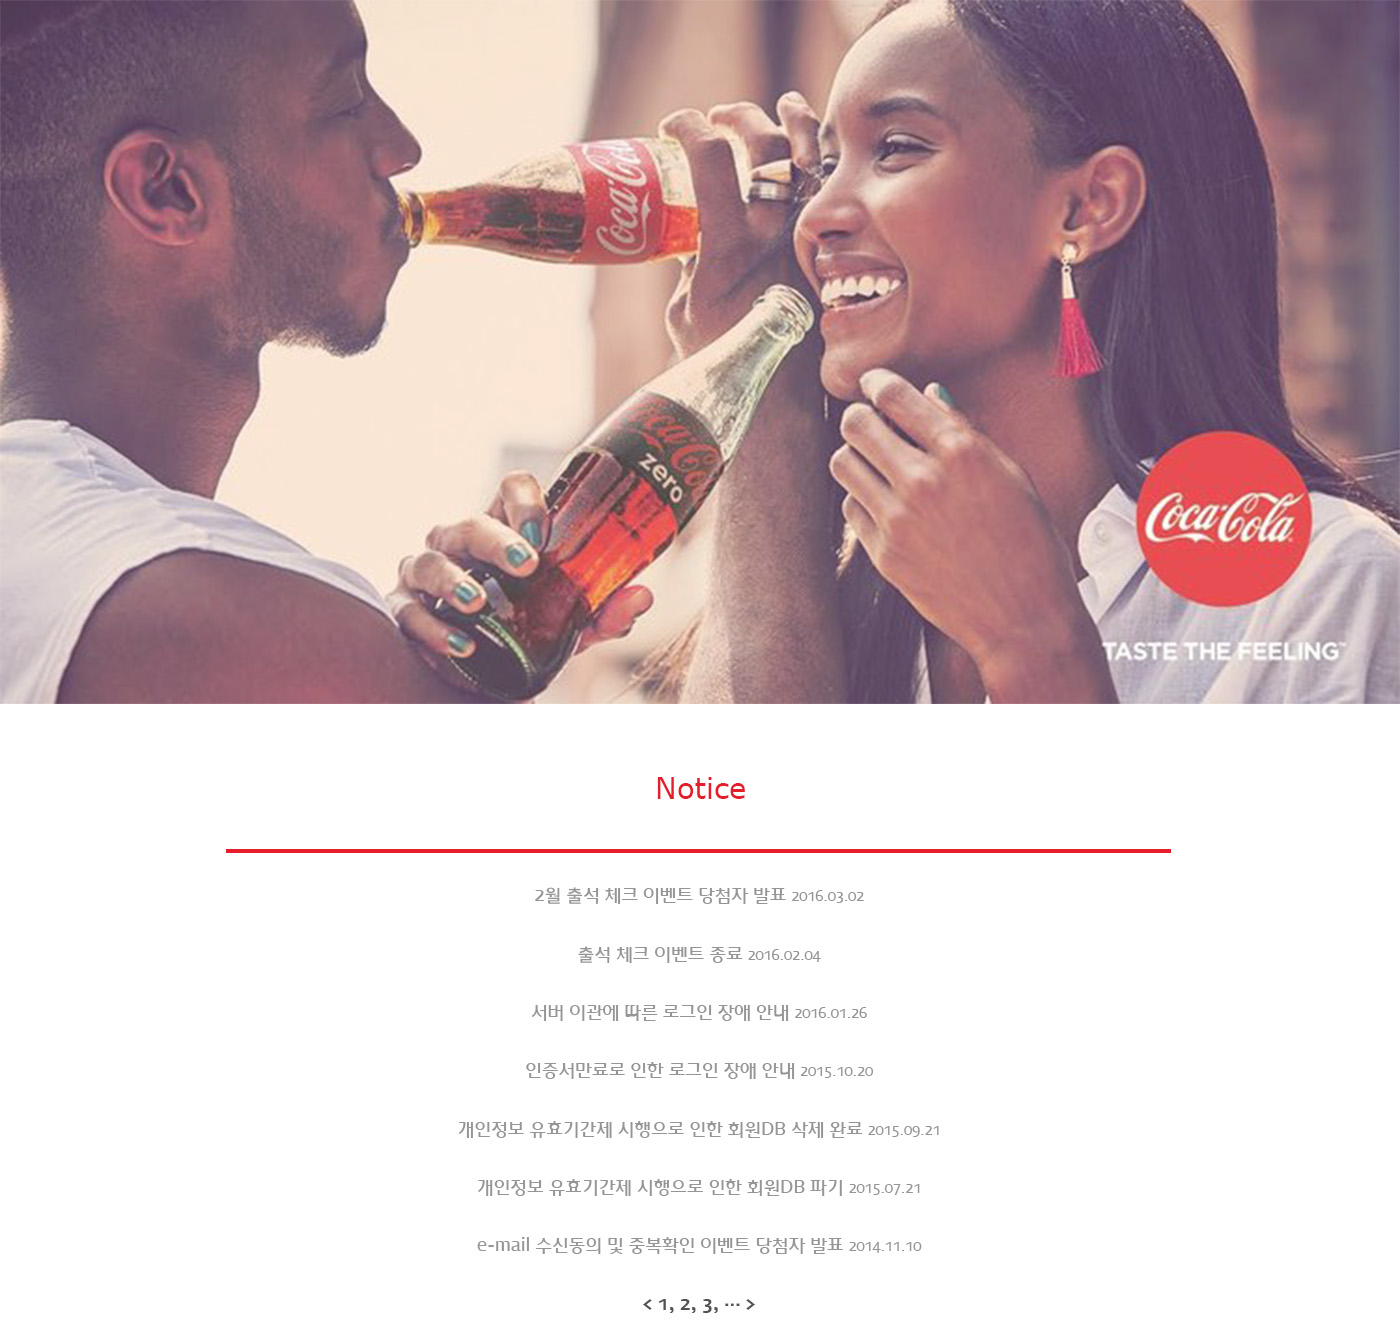 Coca-Cola
Coca-Cola
zero
Coca-Cola
TASTE THE FEELING™
Notice
2월 출석 체크 이벤트 당첨자 발표 2016.03.02
출석 체크 이벤트 종료 2016.02.04
서버 이관에 따른 로그인 장애 안내 2016.01.26
인증서만료로 인한 로그인 장애 안내 2015.10.20
개인정보 유효기간제 시행으로 인한 회원DB 삭제 완료 2015.09.21
개인정보 유효기간제 시행으로 인한 회원DB 파기 2015.07.21
e-mail 수신동의 및 중복확인 이벤트 당첨자 발표 2014.11.10
< 1, 2, 3, ··· >